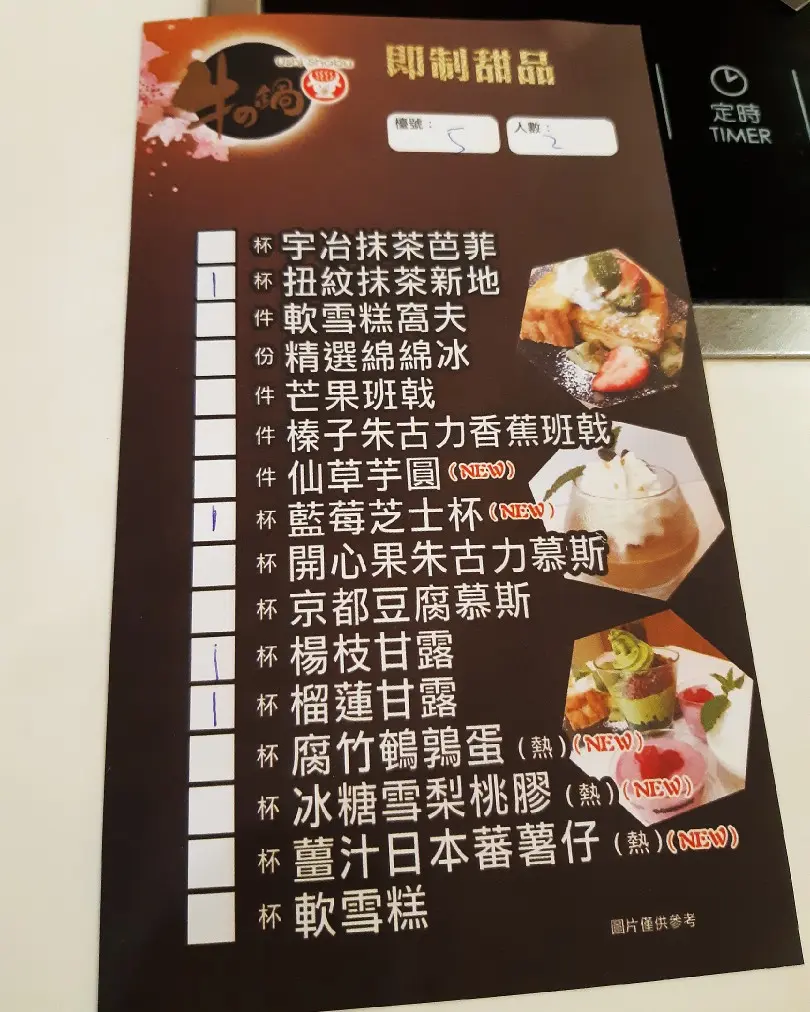 Ushi Shabu
牛の鍋
即制甜品
定時
TIMER
檯號： 5
人數： 2
杯 宇治抹茶芭菲
1 杯 扭紋抹茶新地
件 軟雪糕窩夫
份 精選綿綿冰
件 芒果班戟
件 榛子朱古力香蕉班戟
件 仙草芋圓(NEW)
1 杯 藍莓芝士杯(NEW)
杯 開心果朱古力慕斯
杯 京都豆腐慕斯
1 杯 楊枝甘露
1 杯 榴蓮甘露
杯 腐竹鵪鶉蛋(熱)(NEW)
杯 冰糖雪梨桃膠(熱)(NEW)
杯 薑汁日本蕃薯仔(熱)(NEW)
杯 軟雪糕
圖片僅供參考